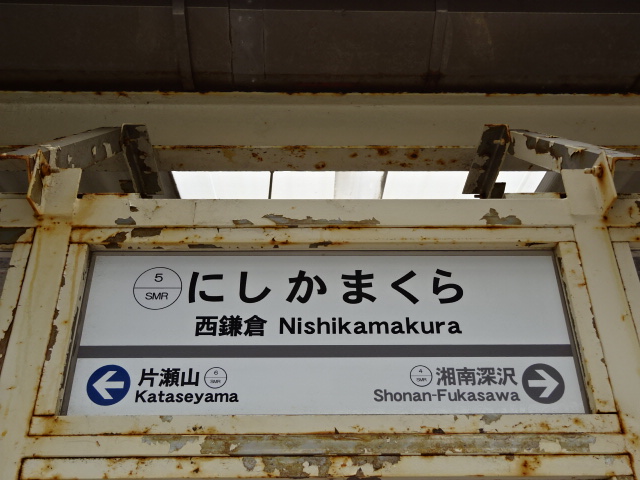 5
SMR
にしかまくら
西鎌倉 Nishikamakura
片瀬山 6 SMR
Kataseyama
4 SMR 湘南深沢
Shonan-Fukasawa